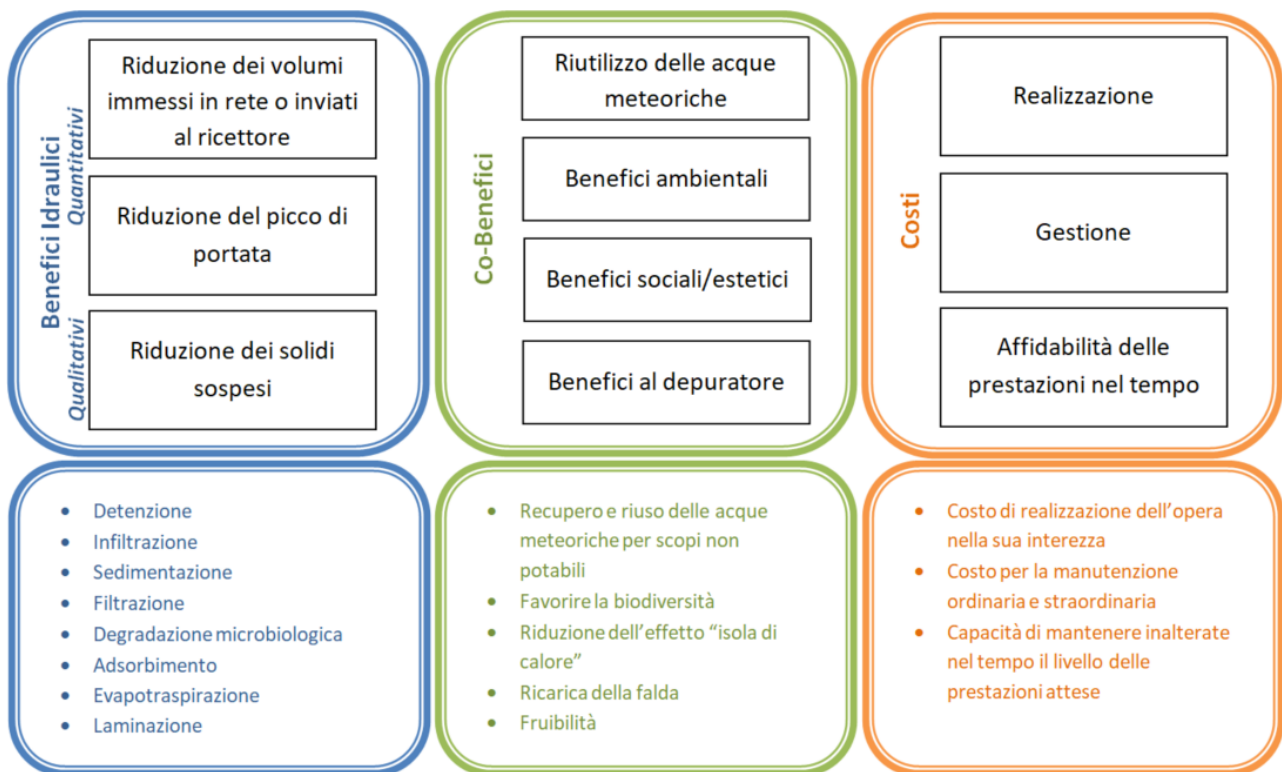 Benefici Idraulici
Quantitativi
Qualitativi
Riduzione dei volumi
immessi in rete o inviati
al ricettore
Riduzione del picco di
portata
Riduzione dei solidi
sospesi
Co-Benefici
Riutilizzo delle acque
meteoriche
Benefici ambientali
Benefici sociali/estetici
Benefici al depuratore
Costi
Realizzazione
Gestione
Affidabilità delle
prestazioni nel tempo
• Detenzione
• Infiltrazione
• Sedimentazione
• Filtrazione
• Degradazione microbiologica
• Adsorbimento
• Evapotraspirazione
• Laminazione
• Recupero e riuso delle acque
meteoriche per scopi non
potabili
• Favorire la biodiversità
• Riduzione dell'effetto "isola di
calore"
• Ricarica della falda
• Fruibilità
• Costo di realizzazione dell'opera
nella sua interezza
• Costo per la manutenzione
ordinaria e straordinaria
• Capacità di mantenere inalterate
nel tempo il livello delle
prestazioni attese